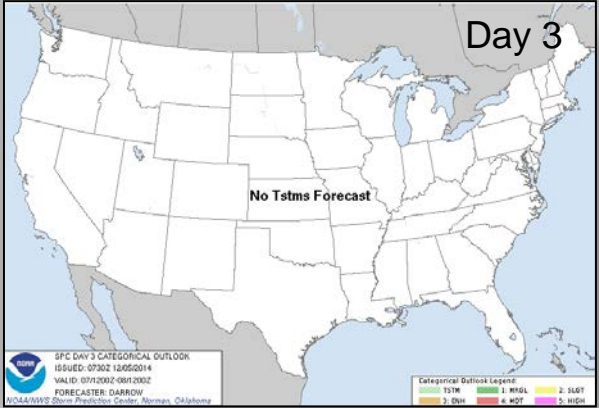 Day 3
No Tstms Forecast
NOAA
SPC DAY 3 CATEGORICAL OUTLOOK
ISSUED: 0730Z 12/05/2014
VALID: 07/1200Z-08/1200Z
FORECASTER: DARROW
NOAA/NWS Storm Prediction Center, Norman, Oklahoma
Categorical Outlook Legend:
TSTM 1: MRGL 2: SLGT
3: ENH 4: MDT 5: HIGH